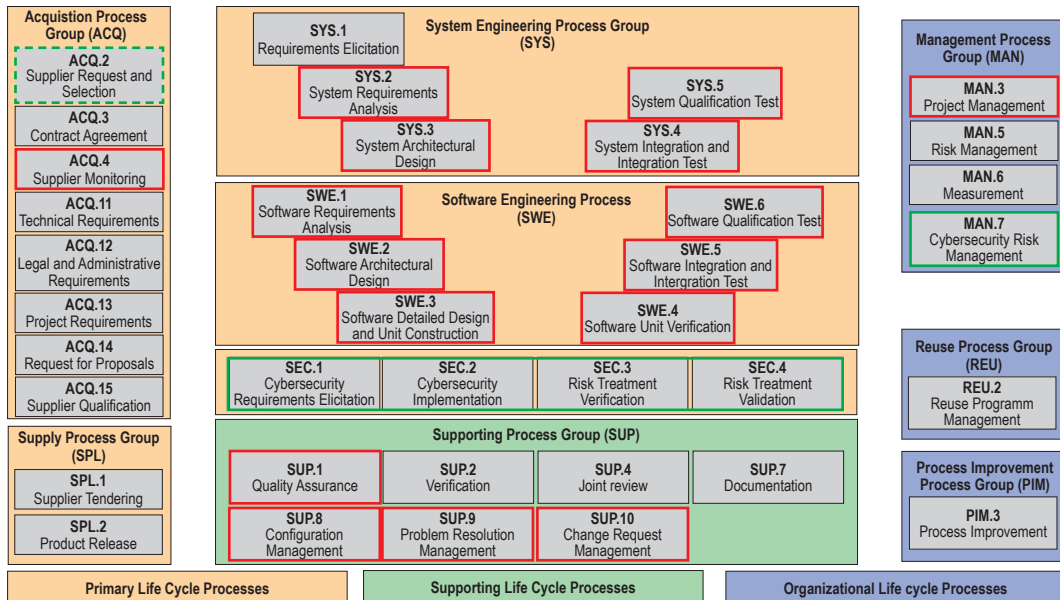 Acquistion Process
Group (ACQ)
ACQ.2
Supplier Request and
Selection
ACQ.3
Contract Agreement
ACQ.4
Supplier Monitoring
ACQ.11
Technical Requirements
ACQ.12
Legal and Administrative
Requirements
ACQ.13
Project Requirements
ACQ.14
Request for Proposals
ACQ.15
Supplier Qualification
Supply Process Group
(SPL)
SPL.1
Supplier Tendering
SPL.2
Product Release
System Engineering Process Group
(SYS)
SYS.1
Requirements Elicitation
SYS.2
System Requirements
Analysis
SYS.3
System Architectural
Design
SYS.5
System Qualification Test
SYS.4
System Integration and
Integration Test
Software Engineering Process
(SWE)
SWE.1
Software Requirements
Analysis
SWE.2
Software Architectural
Design
SWE.3
Software Detailed Design
and Unit Construction
SWE.6
Software Qualification Test
SWE.5
Software Integration and
Intergration Test
SWE.4
Software Unit Verification
SEC.1
Cybersecurity
Requirements Elicitation
SEC.2
Cybersecurity
Implementation
SEC.3
Risk Treatment
Verification
SEC.4
Risk Treatment
Validation
Supporting Process Group (SUP)
SUP.1
Quality Assurance
SUP.2
Verification
SUP.4
Joint review
SUP.7
Documentation
SUP.8
Configuration
Management
SUP.9
Problem Resolution
Management
SUP.10
Change Request
Management
Management Process
Group (MAN)
MAN.3
Project Management
MAN.5
Risk Management
MAN.6
Measurement
MAN.7
Cybersecurity Risk
Management
Reuse Process Group
(REU)
REU.2
Reuse Programm
Management
Process Improvement
Process Group (PIM)
PIM.3
Process Improvement
Primary Life Cycle Processes
Supporting Life Cycle Processes
Organizational Life cycle Processes